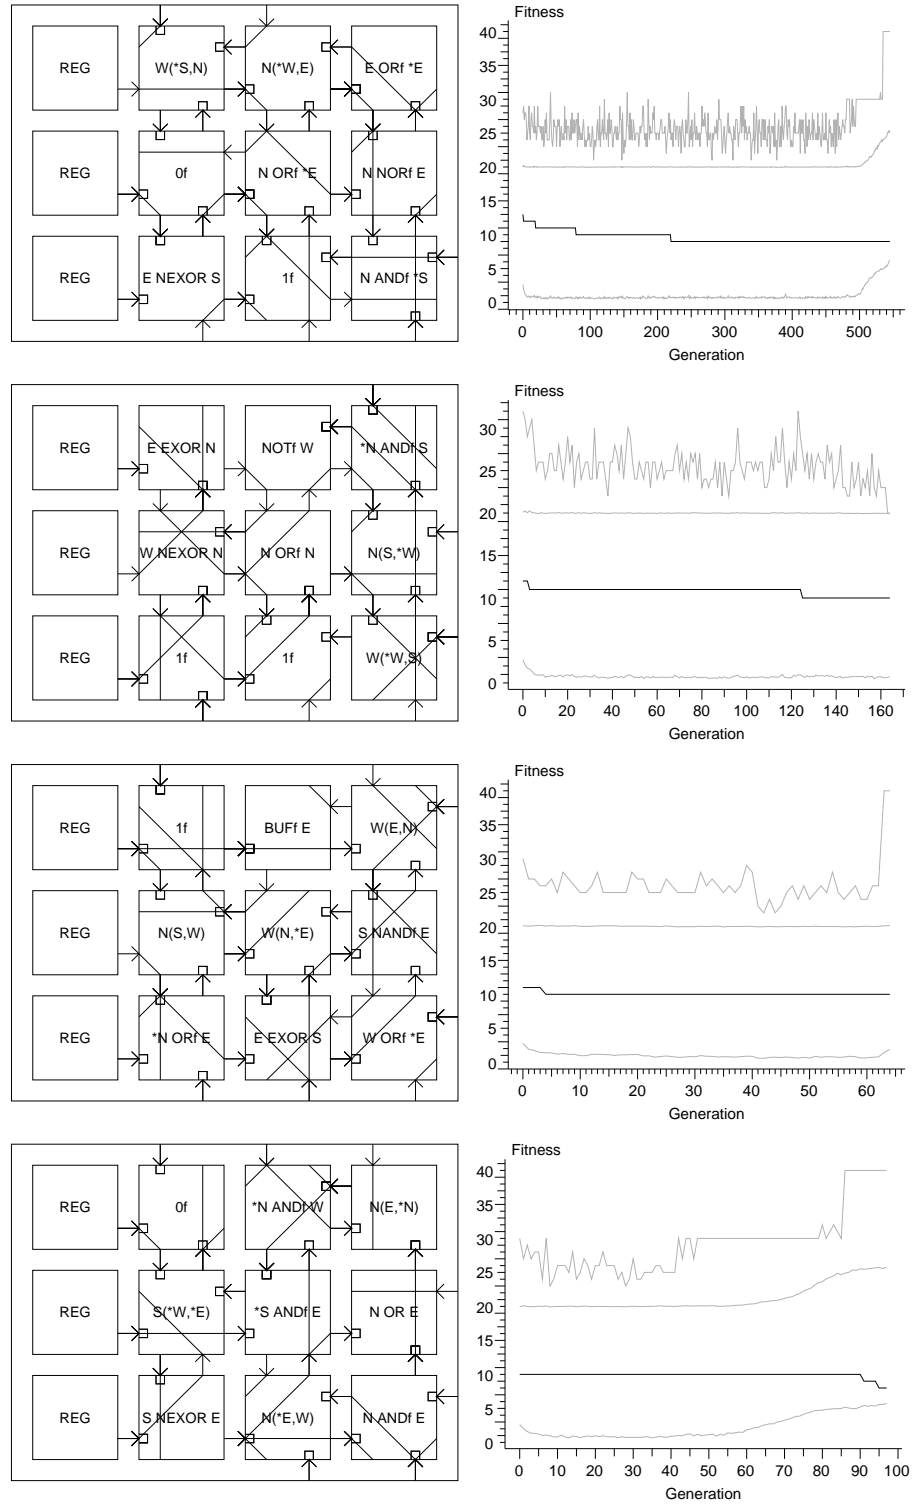 Fitness
REG W(*S,N) N(*W,E) E ORf *E
REG 0f N ORf *E N NORf E
REG E NEXOR S 1f N ANDf *S
40
35
30
25
20
15
10
5
0
0 100 200 300 400 500
Generation
Fitness
REG E EXOR N NOTf W *N ANDf S
REG W NEXOR N N ORf N N(S,*W)
REG 1f 1f W(*W,S)
30
25
20
15
10
5
0
0 20 40 60 80 100 120 140 160
Generation
Fitness
REG 1f BUFf E W(E,N)
REG N(S,W) W(N,*E) S NANDf E
REG *N ORf E E EXOR S W ORf *E
40
35
30
25
20
15
10
5
0
0 10 20 30 40 50 60
Generation
Fitness
REG 0f *N ANDf W N(E,*N)
REG S(*W,*E) *S ANDf E N OR E
REG S NEXOR E N(*E,W) N ANDf E
40
35
30
25
20
15
10
5
0
0 10 20 30 40 50 60 70 80 90 100
Generation